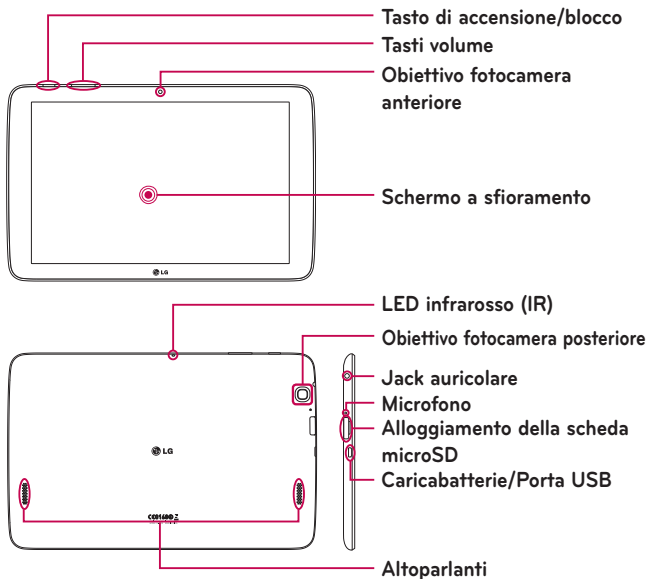 Tasto di accensione/blocco
Tasti volume
Obiettivo fotocamera
anteriore
Schermo a sfioramento
LG
LED infrarosso (IR)
Obiettivo fotocamera posteriore
Jack auricolare
Microfono
Alloggiamento della scheda
microSD
Caricabatterie/Porta USB
LG
Altoparlanti